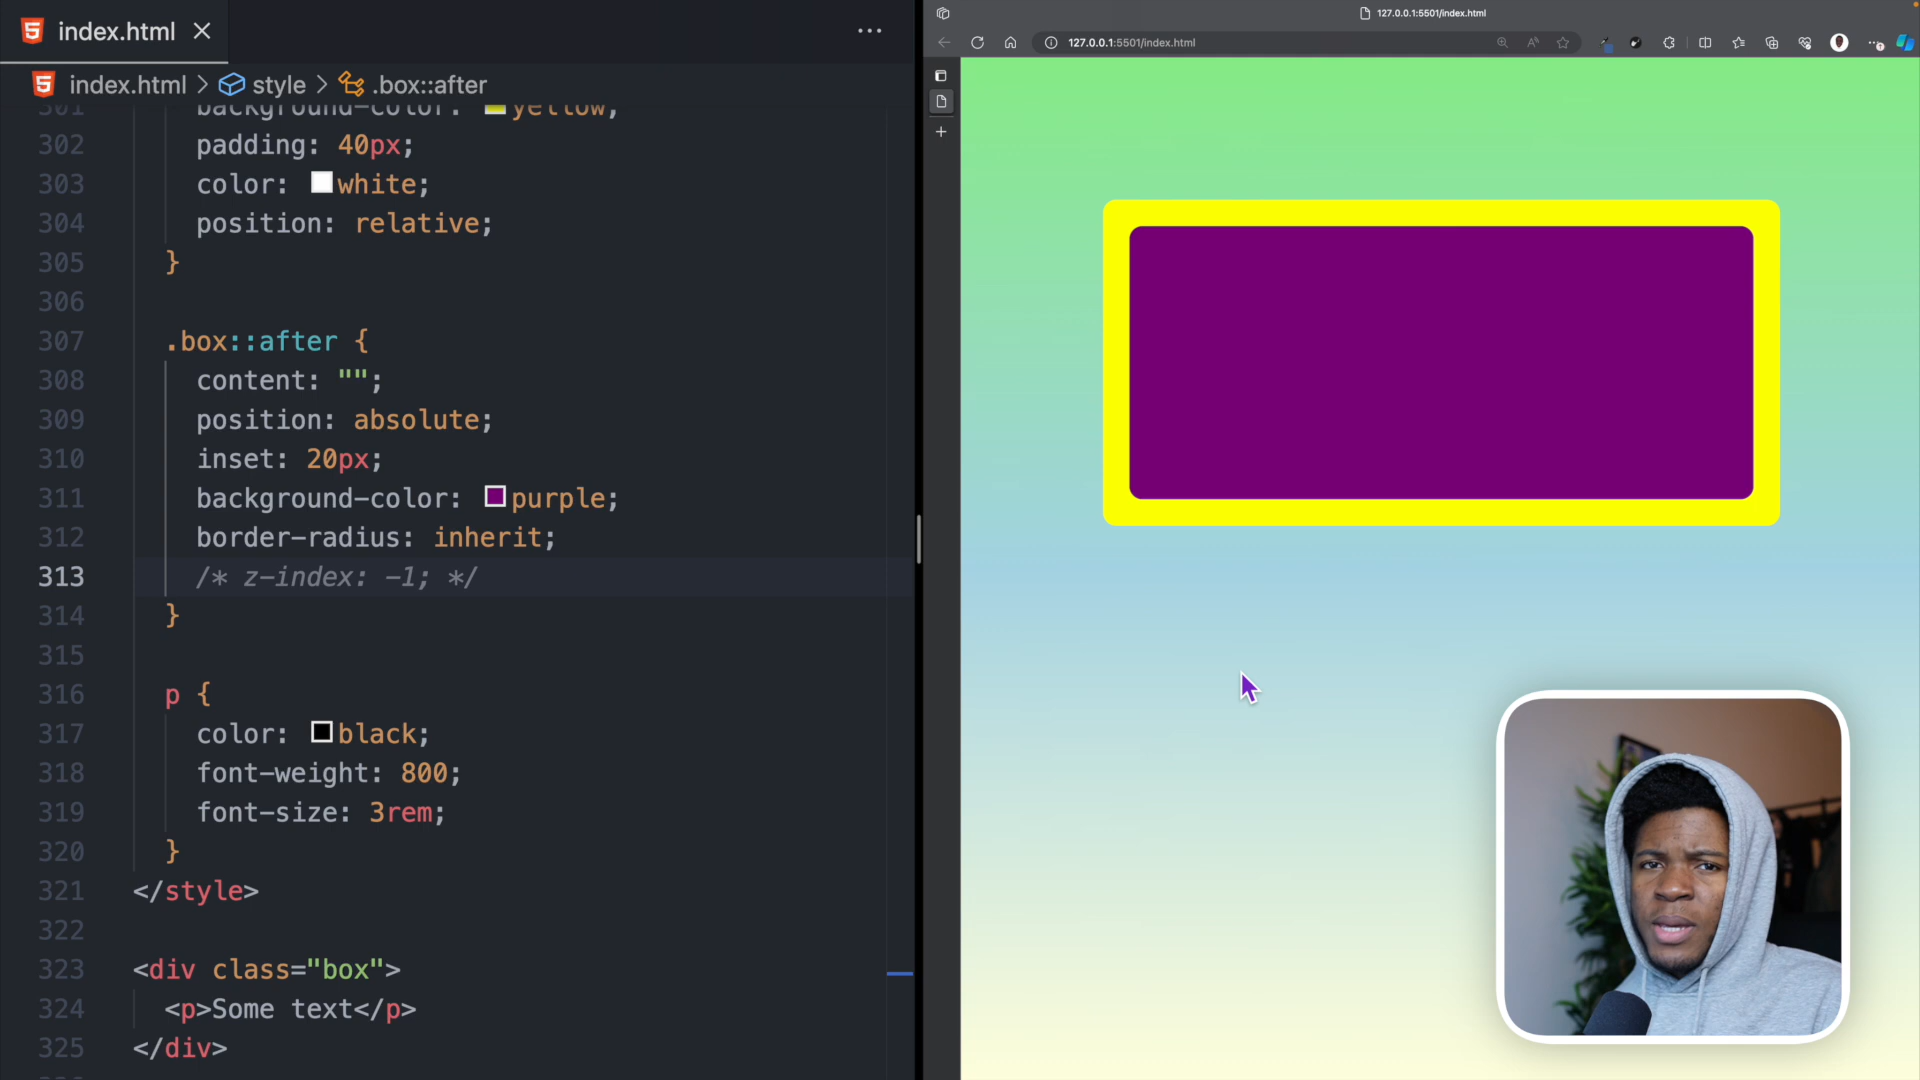 index.html
index.html > style > .box::after
301 background-color: yellow;
302 padding: 40px;
303 color: white;
304 position: relative;
305 }
306
307 .box::after {
308 content: "";
309 position: absolute;
310 inset: 20px;
311 background-color: purple;
312 border-radius: inherit;
313 /* z-index: -1; */
314 }
315
316 p {
317 color: black;
318 font-weight: 800;
319 font-size: 3rem;
320 }
321 </style>
322
323 <div class="box">
324 <p>Some text</p>
325 </div>
127.0.0.1:5501/index.html
127.0.0.1:5501/index.html